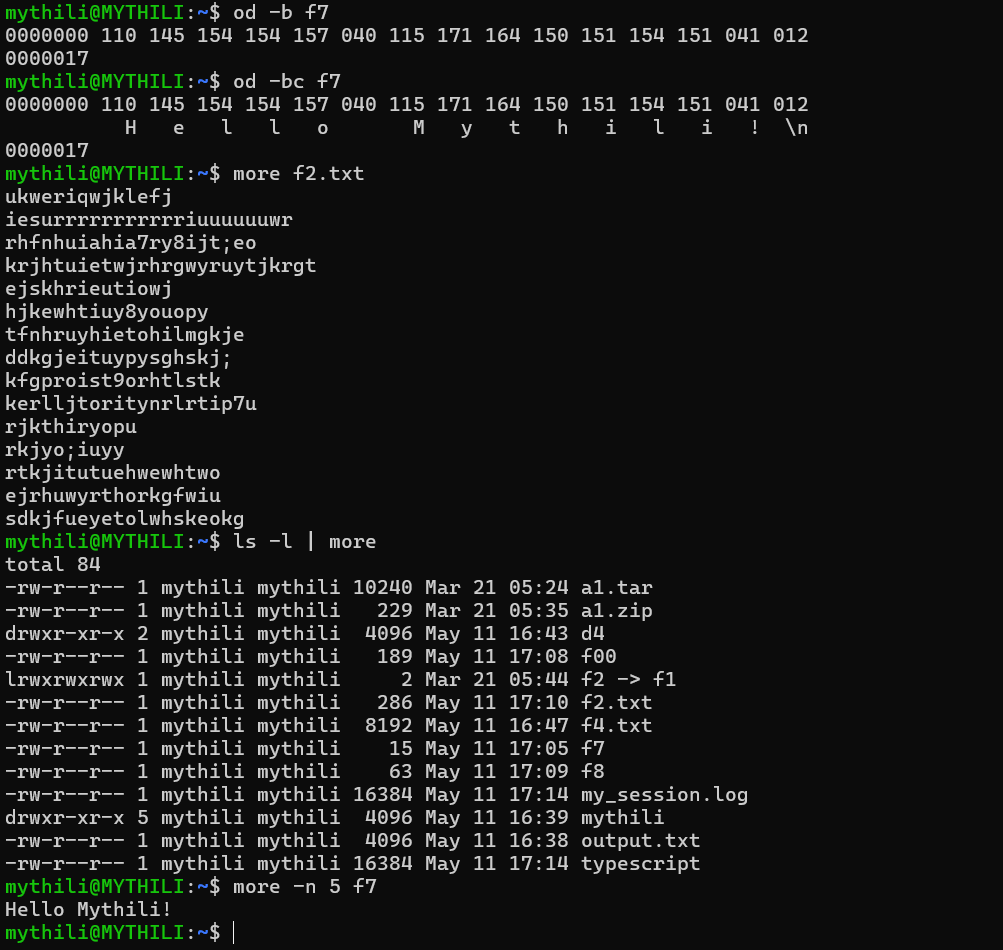 mythili@MYTHILI:~$ od -b f7
0000000 110 145 154 154 157 040 115 171 164 150 151 154 151 041 012
0000017
mythili@MYTHILI:~$ od -bc f7
0000000 110 145 154 154 157 040 115 171 164 150 151 154 151 041 012
          H   e   l   l   o       M   y   t   h   i   l   i   !  \n
0000017
mythili@MYTHILI:~$ more f2.txt
ukweriqwjklefj
iesurrrrrrrrrrriuuuuuuwr
rhfnhuiahia7ry8ijt;eo
krjhtuietwjrhrgwyruytjkrgt
ejskhrieutiowj
hjkewhtiuy8youopy
tfnhruyhietohilmgkje
ddkgjeituypysghskj;
kfgproist9orhtlstk
kerlljtoritynrlrtip7u
rjkthiryopu
rkjyo;iuyy
rtkjitutuehwewhtwo
ejrhuwyrthorkgfwiu
sdkjfueyetolwhskeokg
mythili@MYTHILI:~$ ls -l | more
total 84
-rw-r--r-- 1 mythili mythili 10240 Mar 21 05:24 a1.tar
-rw-r--r-- 1 mythili mythili   229 Mar 21 05:35 a1.zip
drwxr-xr-x 2 mythili mythili  4096 May 11 16:43 d4
-rw-r--r-- 1 mythili mythili   189 May 11 17:08 f00
lrwxrwxrwx 1 mythili mythili     2 Mar 21 05:44 f2 -> f1
-rw-r--r-- 1 mythili mythili   286 May 11 17:10 f2.txt
-rw-r--r-- 1 mythili mythili  8192 May 11 16:47 f4.txt
-rw-r--r-- 1 mythili mythili    15 May 11 17:05 f7
-rw-r--r-- 1 mythili mythili    63 May 11 17:09 f8
-rw-r--r-- 1 mythili mythili 16384 May 11 17:14 my_session.log
drwxr-xr-x 5 mythili mythili  4096 May 11 16:39 mythili
-rw-r--r-- 1 mythili mythili  4096 May 11 16:38 output.txt
-rw-r--r-- 1 mythili mythili 16384 May 11 17:14 typescript
mythili@MYTHILI:~$ more -n 5 f7
Hello Mythili!
mythili@MYTHILI:~$